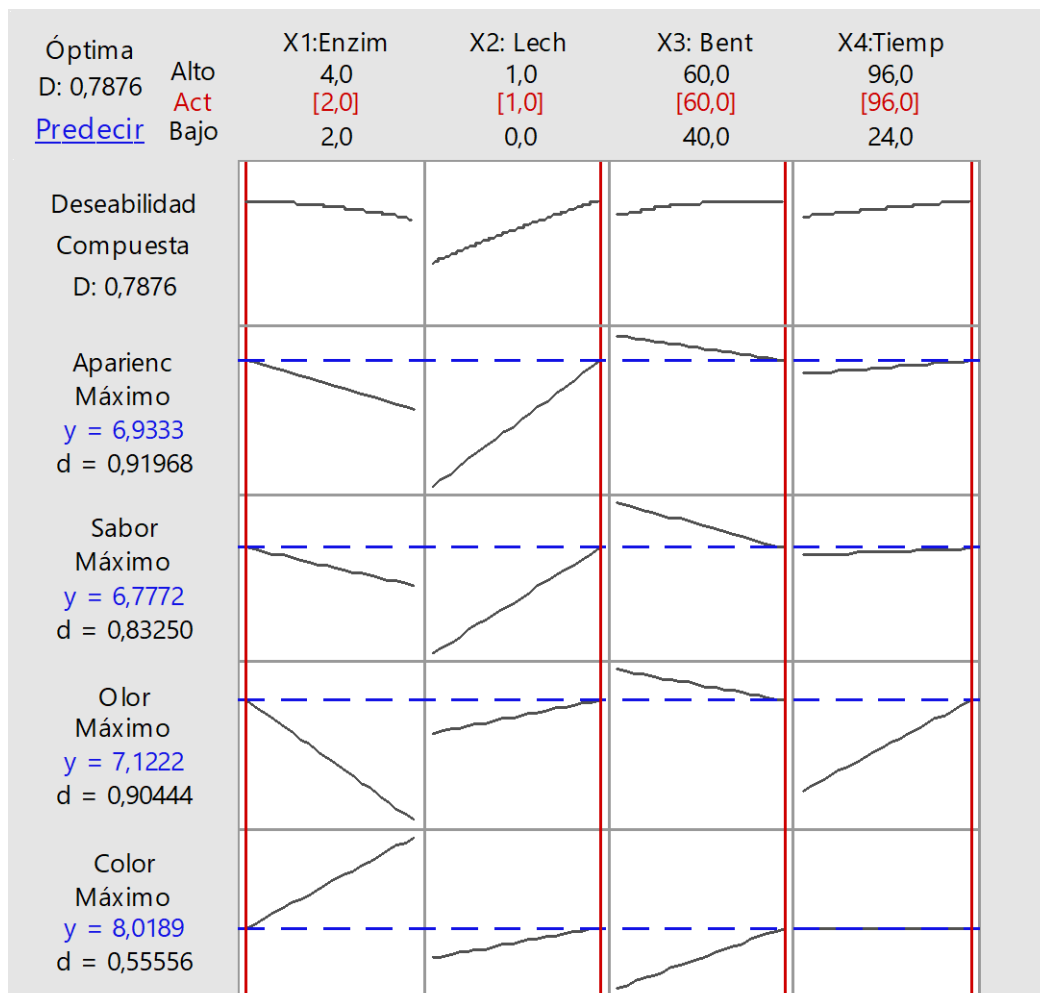 Óptima
D: 0,7876
Predecir
Alto
Act
Bajo
X1:Enzim
4,0
[2,0]
2,0
X2: Lech
1,0
[1,0]
0,0
X3: Bent
60,0
[60,0]
40,0
X4:Tiemp
96,0
[96,0]
24,0
Deseabilidad
Compuesta
D: 0,7876
Aparienc
Máximo
y = 6,9333
d = 0,91968
Sabor
Máximo
y = 6,7772
d = 0,83250
Olor
Máximo
y = 7,1222
d = 0,90444
Color
Máximo
y = 8,0189
d = 0,55556